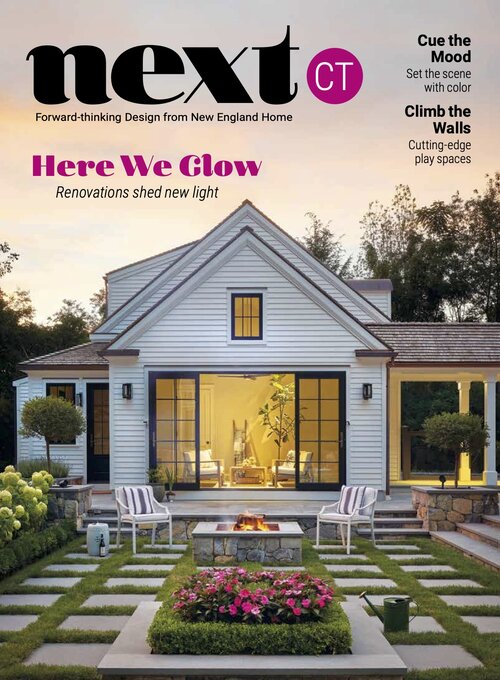 next
CT
Forward-thinking Design from New England Home
Cue the
Mood
Set the scene
with color
Climb the
Walls
Cutting-edge
play spaces
Here We Glow
Renovations shed new light